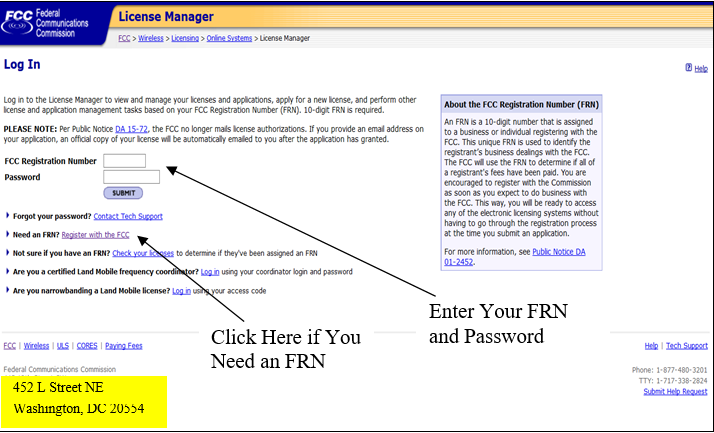 FCC Federal Communications Commission
License Manager
FCC > Wireless > Licensing > Online Systems > License Manager
Log In
Help
Log in to the License Manager to view and manage your licenses and applications, apply for a new license, and perform other
license and application management tasks based on your FCC Registration Number (FRN). 10-digit FRN is required.
PLEASE NOTE: Per Public Notice DA 15-72, the FCC no longer mails license authorizations. If you provide an email address on
your application, an official copy of your license will be automatically emailed to you after the application has granted.
FCC Registration Number
Password
SUBMIT
Forgot your password? Contact Tech Support
Need an FRN? Register with the FCC
Not sure if you have an FRN? Check your licenses to determine if they've been assigned an FRN
Are you a certified Land Mobile frequency coordinator? Log in using your coordinator login and password
Are you narrowbanding a Land Mobile license? Log in using your access code
About the FCC Registration Number (FRN)
An FRN is a 10-digit number that is assigned
to a business or individual registering with the
FCC. This unique FRN is used to identify the
registrant's business dealings with the FCC.
The FCC will use the FRN to determine if all of
a registrant's fees have been paid. You are
encouraged to register with the Commission
as soon as you expect to do business with
the FCC. This way, you will be ready to access
any of the electronic licensing systems without
having to go through the registration process
at the time you submit an application.
For more information, see Public Notice DA
01-2452.
Click Here if You
Need an FRN
Enter Your FRN
and Password
FCC | Wireless | ULS | CORES | Paying Fees
Help | Tech Support
Federal Communications Commission
452 L Street NE
Washington, DC 20554
Phone: 1-877-480-3201
TTY: 1-717-338-2824
Submit Help Request